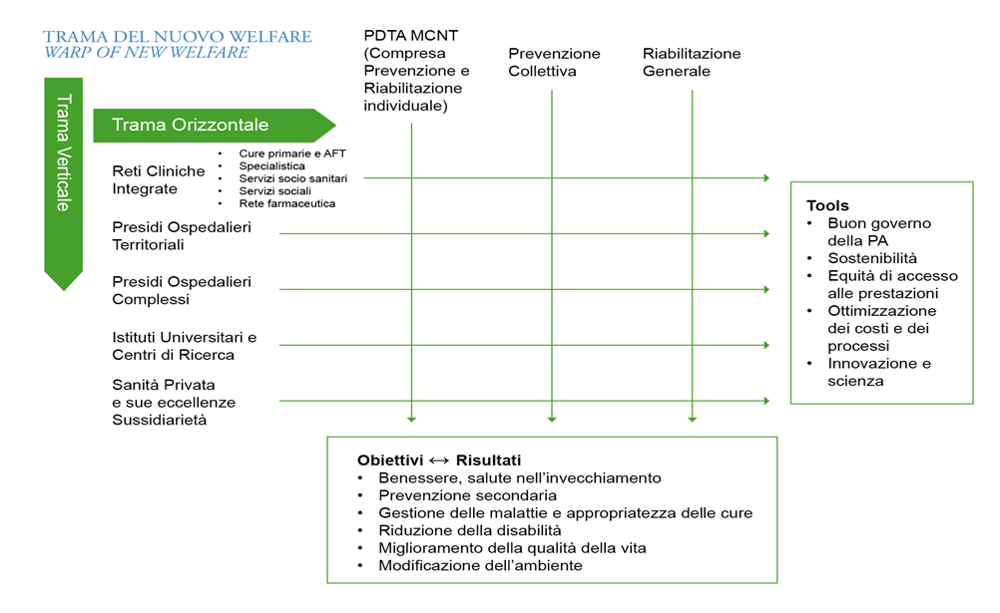 TRAMA DEL NUOVO WELFARE
WARP OF NEW WELFARE
PDTA MCNT
(Compresa
Prevenzione e
Riabilitazione
individuale)
Prevenzione
Collettiva
Riabilitazione
Generale
Trama Verticale
Trama Orizzontale
Reti Cliniche
Integrate
• Cure primarie e AFT
• Specialistica
• Servizi socio sanitari
• Servizi sociali
• Rete farmaceutica
Presidi Ospedalieri
Territoriali
Presidi Ospedalieri
Complessi
Istituti Universitari e
Centri di Ricerca
Sanità Privata
e sue eccellenze
Sussidiarietà
Tools
• Buon governo
della PA
• Sostenibilità
• Equità di accesso
alle prestazioni
• Ottimizzazione
dei costi e dei
processi
• Innovazione e
scienza
Obiettivi ↔ Risultati
• Benessere, salute nell’invecchiamento
• Prevenzione secondaria
• Gestione delle malattie e appropriatezza delle cure
• Riduzione della disabilità
• Miglioramento della qualità della vita
• Modificazione dell’ambiente